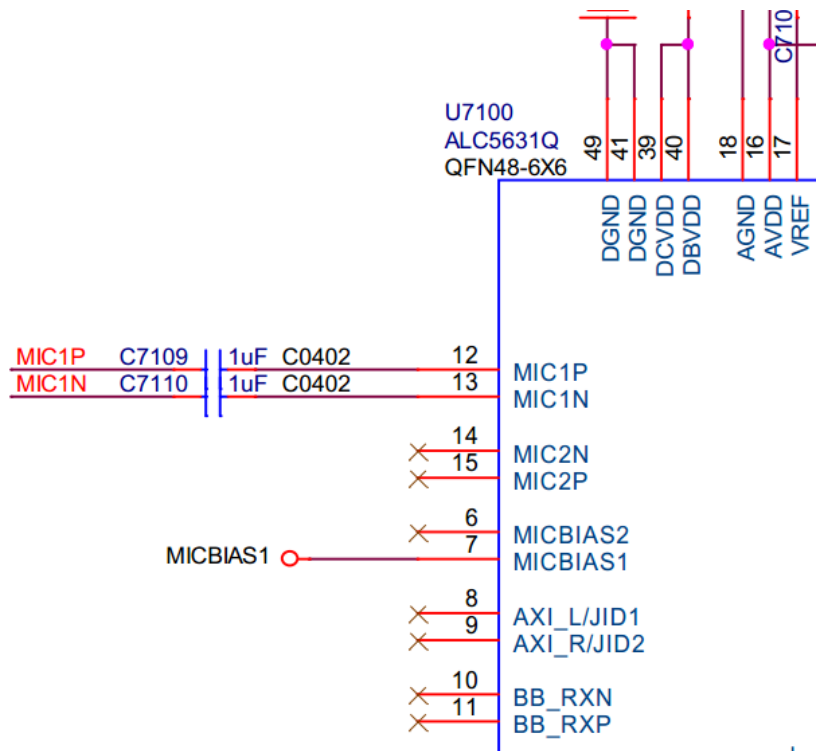 C710
U7100
ALC5631Q
QFN48-6X6
49 41 39 40 18 16 17
DGND DGND DCVDD DBVDD AGND AVDD VREF
MIC1P C7109 1uF C0402 12 MIC1P
MIC1N C7110 1uF C0402 13 MIC1N
14 MIC2N
15 MIC2P
6 MICBIAS2
MICBIAS1 7 MICBIAS1
8 AXI_L/JID1
9 AXI_R/JID2
10 BB_RXN
11 BB_RXP